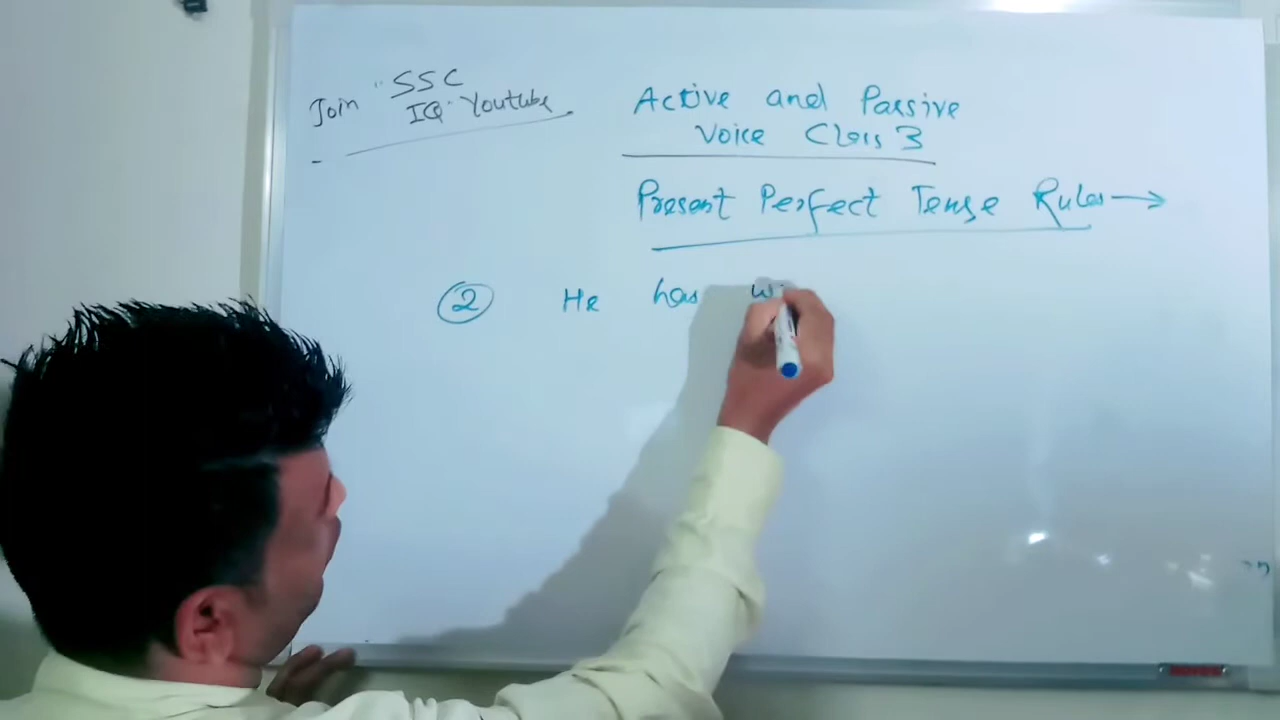 Join "SSC
IQ" Youtube
Active and Passive
Voice Class 3
Present Perfect Tense Rules →
② He has